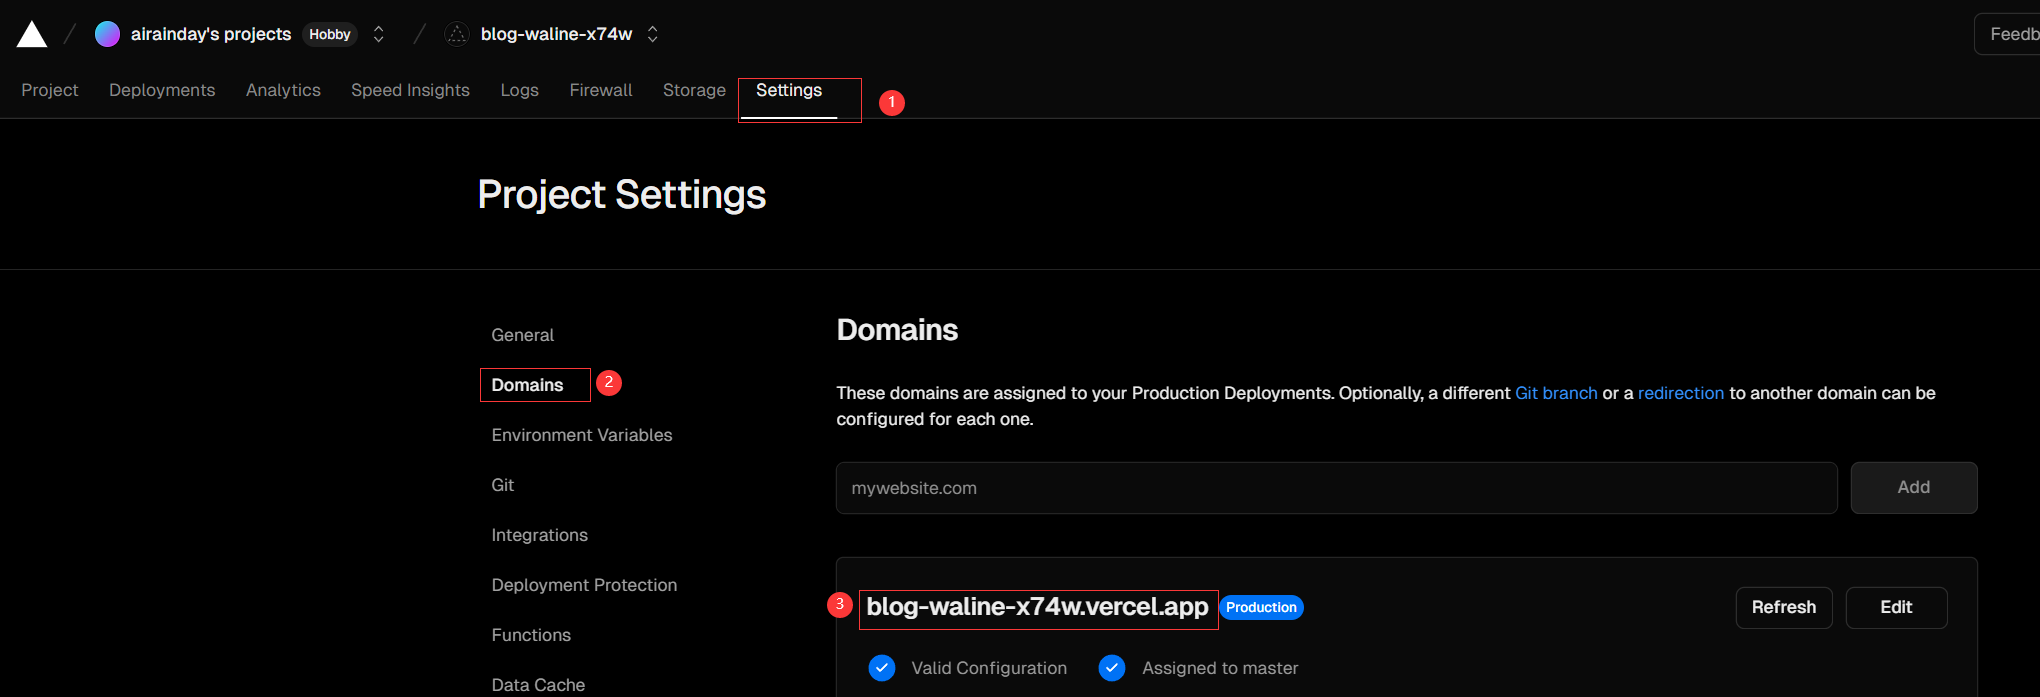 airainday's projects Hobby blog-waline-x74w
Project Deployments Analytics Speed Insights Logs Firewall Storage Settings 1
Project Settings
General
Domains 2
Environment Variables
Git
Integrations
Deployment Protection
Functions
Data Cache
Domains
These domains are assigned to your Production Deployments. Optionally, a different Git branch or a redirection to another domain can be
configured for each one.
mywebsite.com Add
3 blog-waline-x74w.vercel.app Production Refresh Edit
Valid Configuration Assigned to master